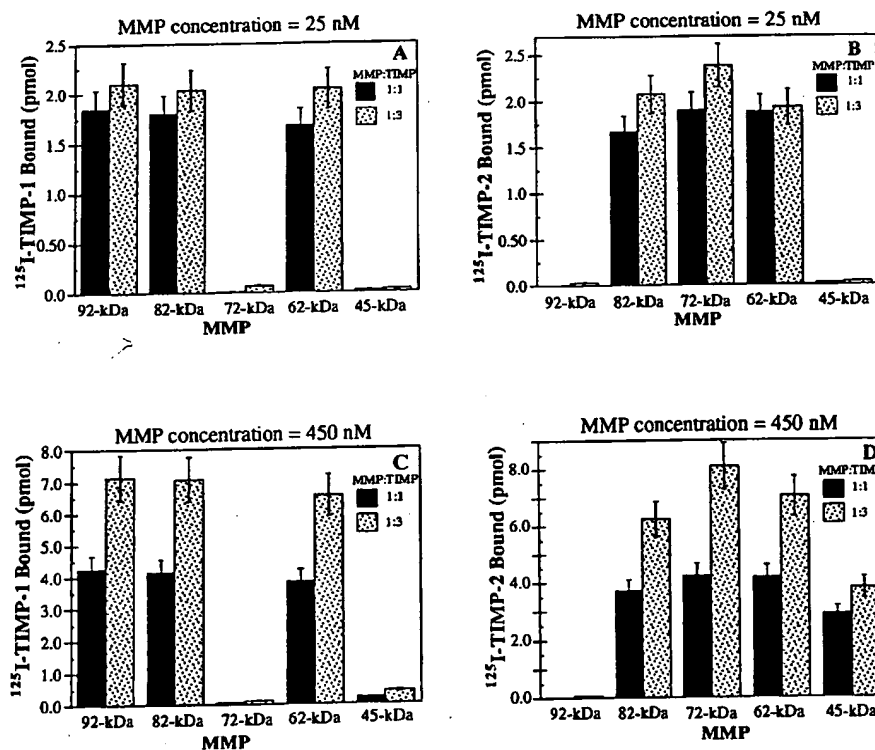 MMP concentration = 25 nM
A
MMP:TIMP
1:1
1:3
2.5
2.0
1.5
1.0
0.50
0.0
¹²⁵I-TIMP-1 Bound (pmol)
92-kDa 82-kDa 72-kDa 62-kDa 45-kDa
MMP
MMP concentration = 25 nM
B
MMP:TIMP
1:1
1:3
2.5
2.0
1.5
1.0
0.50
0.0
¹²⁵I-TIMP-2 Bound (pmol)
92-kDa 82-kDa 72-kDa 62-kDa 45-kDa
MMP
MMP concentration = 450 nM
C
MMP:TIMP
1:1
1:3
8.0
7.0
6.0
5.0
4.0
3.0
2.0
1.0
0.0
¹²⁵I-TIMP-1 Bound (pmol)
92-kDa 82-kDa 72-kDa 62-kDa 45-kDa
MMP
MMP concentration = 450 nM
D
MMP:TIMP
1:1
1:3
8.0
6.0
4.0
2.0
0.0
¹²⁵I-TIMP-2 Bound (pmol)
92-kDa 82-kDa 72-kDa 62-kDa 45-kDa
MMP